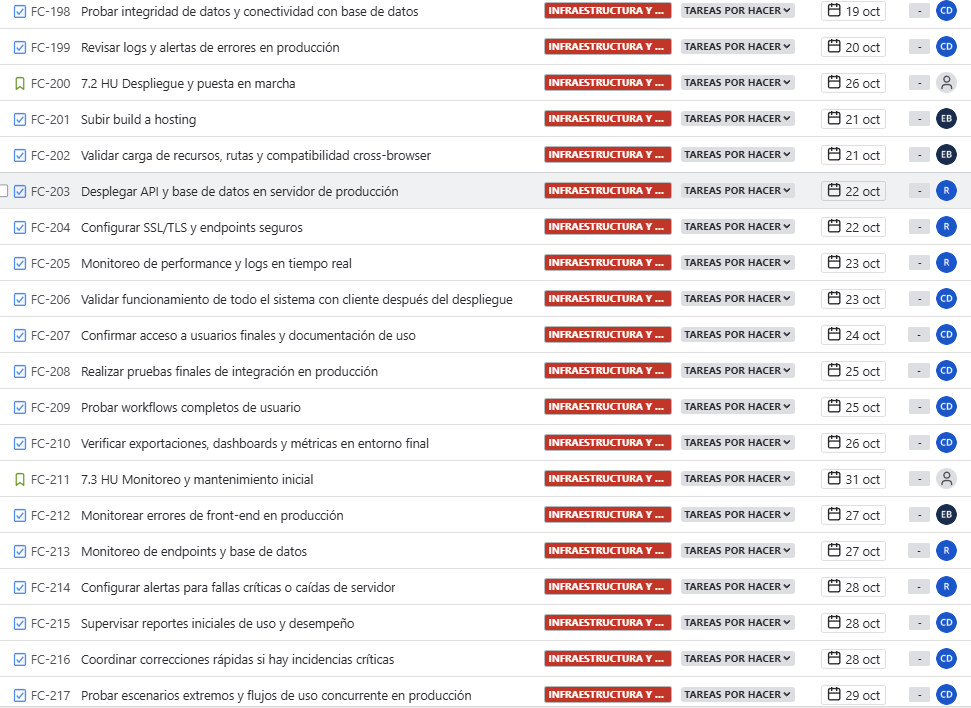 FC-198 Probar integridad de datos y conectividad con base de datos INFRAESTRUCTURA Y ... TAREAS POR HACER 19 oct - CD
FC-199 Revisar logs y alertas de errores en producción INFRAESTRUCTURA Y ... TAREAS POR HACER 20 oct - CD
FC-200 7.2 HU Despliegue y puesta en marcha INFRAESTRUCTURA Y ... TAREAS POR HACER 26 oct -
FC-201 Subir build a hosting INFRAESTRUCTURA Y ... TAREAS POR HACER 21 oct - EB
FC-202 Validar carga de recursos, rutas y compatibilidad cross-browser INFRAESTRUCTURA Y ... TAREAS POR HACER 21 oct - EB
FC-203 Desplegar API y base de datos en servidor de producción INFRAESTRUCTURA Y ... TAREAS POR HACER 22 oct - R
FC-204 Configurar SSL/TLS y endpoints seguros INFRAESTRUCTURA Y ... TAREAS POR HACER 22 oct - R
FC-205 Monitoreo de performance y logs en tiempo real INFRAESTRUCTURA Y ... TAREAS POR HACER 23 oct - R
FC-206 Validar funcionamiento de todo el sistema con cliente después del despliegue INFRAESTRUCTURA Y ... TAREAS POR HACER 23 oct - CD
FC-207 Confirmar acceso a usuarios finales y documentación de uso INFRAESTRUCTURA Y ... TAREAS POR HACER 24 oct - CD
FC-208 Realizar pruebas finales de integración en producción INFRAESTRUCTURA Y ... TAREAS POR HACER 25 oct - CD
FC-209 Probar workflows completos de usuario INFRAESTRUCTURA Y ... TAREAS POR HACER 25 oct - CD
FC-210 Verificar exportaciones, dashboards y métricas en entorno final INFRAESTRUCTURA Y ... TAREAS POR HACER 26 oct - CD
FC-211 7.3 HU Monitoreo y mantenimiento inicial INFRAESTRUCTURA Y ... TAREAS POR HACER 31 oct -
FC-212 Monitorear errores de front-end en producción INFRAESTRUCTURA Y ... TAREAS POR HACER 27 oct - EB
FC-213 Monitoreo de endpoints y base de datos INFRAESTRUCTURA Y ... TAREAS POR HACER 27 oct - R
FC-214 Configurar alertas para fallas críticas o caídas de servidor INFRAESTRUCTURA Y ... TAREAS POR HACER 28 oct - R
FC-215 Supervisar reportes iniciales de uso y desempeño INFRAESTRUCTURA Y ... TAREAS POR HACER 28 oct - CD
FC-216 Coordinar correcciones rápidas si hay incidencias críticas INFRAESTRUCTURA Y ... TAREAS POR HACER 28 oct - CD
FC-217 Probar escenarios extremos y flujos de uso concurrente en producción INFRAESTRUCTURA Y ... TAREAS POR HACER 29 oct - CD